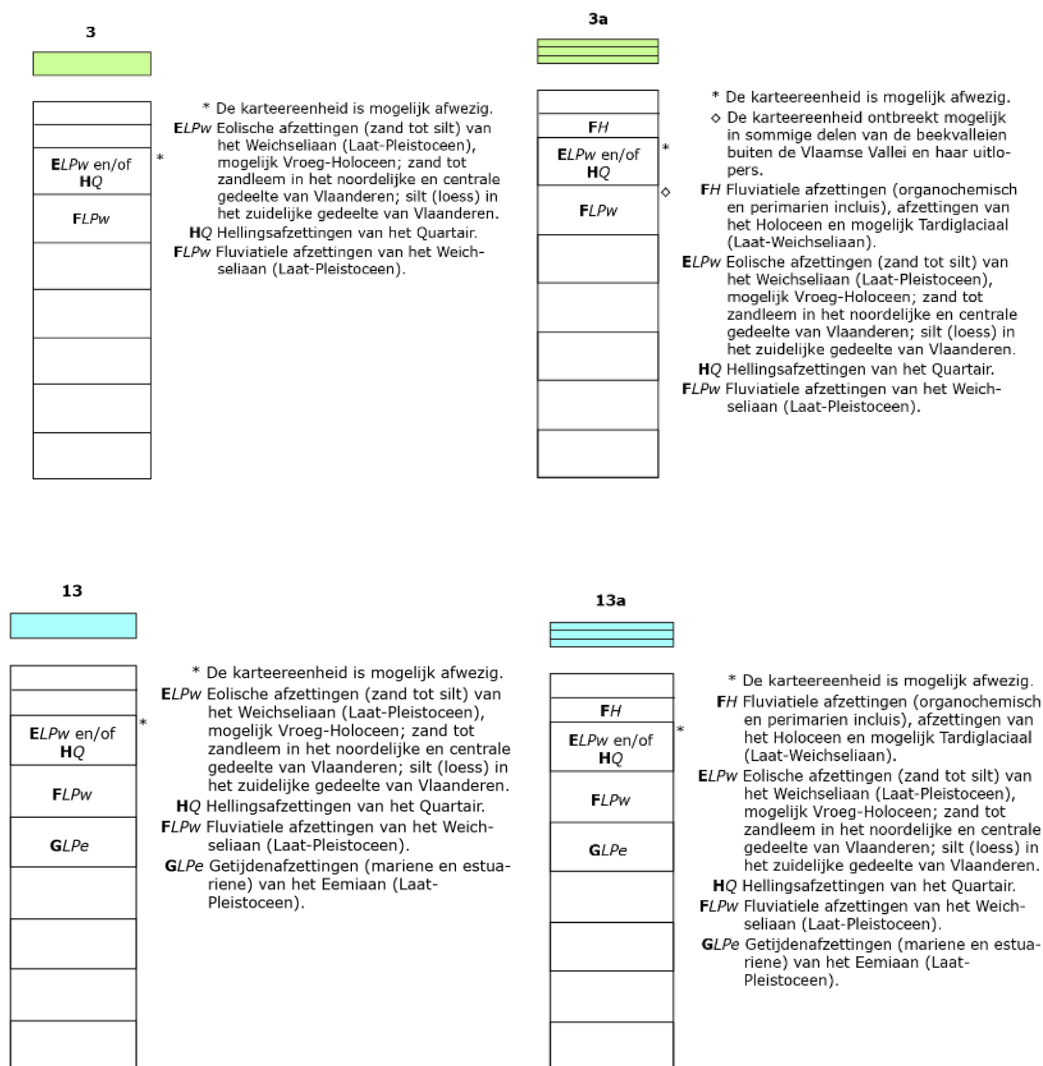 3
* De karteereenheid is mogelijk afwezig.
ELPw Eolische afzettingen (zand tot silt) van
het Weichseliaan (Laat-Pleistoceen),
mogelijk Vroeg-Holoceen; zand tot
zandleem in het noordelijke en centrale
gedeelte van Vlaanderen; silt (loess) in
het zuidelijke gedeelte van Vlaanderen.
HQ Hellingsafzettingen van het Quartair.
FLPw Fluviatiele afzettingen van het Weich-
seliaan (Laat-Pleistoceen).
ELPw en/of
HQ
*
FLPw
3a
* De karteereenheid is mogelijk afwezig.
◇ De karteereenheid ontbreekt mogelijk
in sommige delen van de beekvalleien
buiten de Vlaamse Vallei en haar uitlo-
pers.
FH Fluviatiele afzettingen (organochemisch
en perimarien incluis), afzettingen van
het Holoceen en mogelijk Tardiglaciaal
(Laat-Weichseliaan).
ELPw Eolische afzettingen (zand tot silt) van
het Weichseliaan (Laat-Pleistoceen),
mogelijk Vroeg-Holoceen; zand tot
zandleem in het noordelijke en centrale
gedeelte van Vlaanderen; silt (loess) in
het zuidelijke gedeelte van Vlaanderen.
HQ Hellingsafzettingen van het Quartair.
FLPw Fluviatiele afzettingen van het Weich-
seliaan (Laat-Pleistoceen).
FH
ELPw en/of
HQ
*
◇
FLPw
13
* De karteereenheid is mogelijk afwezig.
ELPw Eolische afzettingen (zand tot silt) van
het Weichseliaan (Laat-Pleistoceen),
mogelijk Vroeg-Holoceen; zand tot
zandleem in het noordelijke en centrale
gedeelte van Vlaanderen; silt (loess) in
het zuidelijke gedeelte van Vlaanderen.
HQ Hellingsafzettingen van het Quartair.
FLPw Fluviatiele afzettingen van het Weich-
seliaan (Laat-Pleistoceen).
GLPe Getijdenafzettingen (mariene en estua-
riene) van het Eemiaan (Laat-
Pleistoceen).
ELPw en/of
HQ
*
FLPw
GLPe
13a
* De karteereenheid is mogelijk afwezig.
FH Fluviatiele afzettingen (organochemisch
en perimarien incluis), afzettingen van
het Holoceen en mogelijk Tardiglaciaal
(Laat-Weichseliaan).
ELPw Eolische afzettingen (zand tot silt) van
het Weichseliaan (Laat-Pleistoceen),
mogelijk Vroeg-Holoceen; zand tot
zandleem in het noordelijke en centrale
gedeelte van Vlaanderen; silt (loess) in
het zuidelijke gedeelte van Vlaanderen.
HQ Hellingsafzettingen van het Quartair.
FLPw Fluviatiele afzettingen van het Weich-
seliaan (Laat-Pleistoceen).
GLPe Getijdenafzettingen (mariene en estua-
riene) van het Eemiaan (Laat-
Pleistoceen).
FH
ELPw en/of
HQ
*
FLPw
GLPe